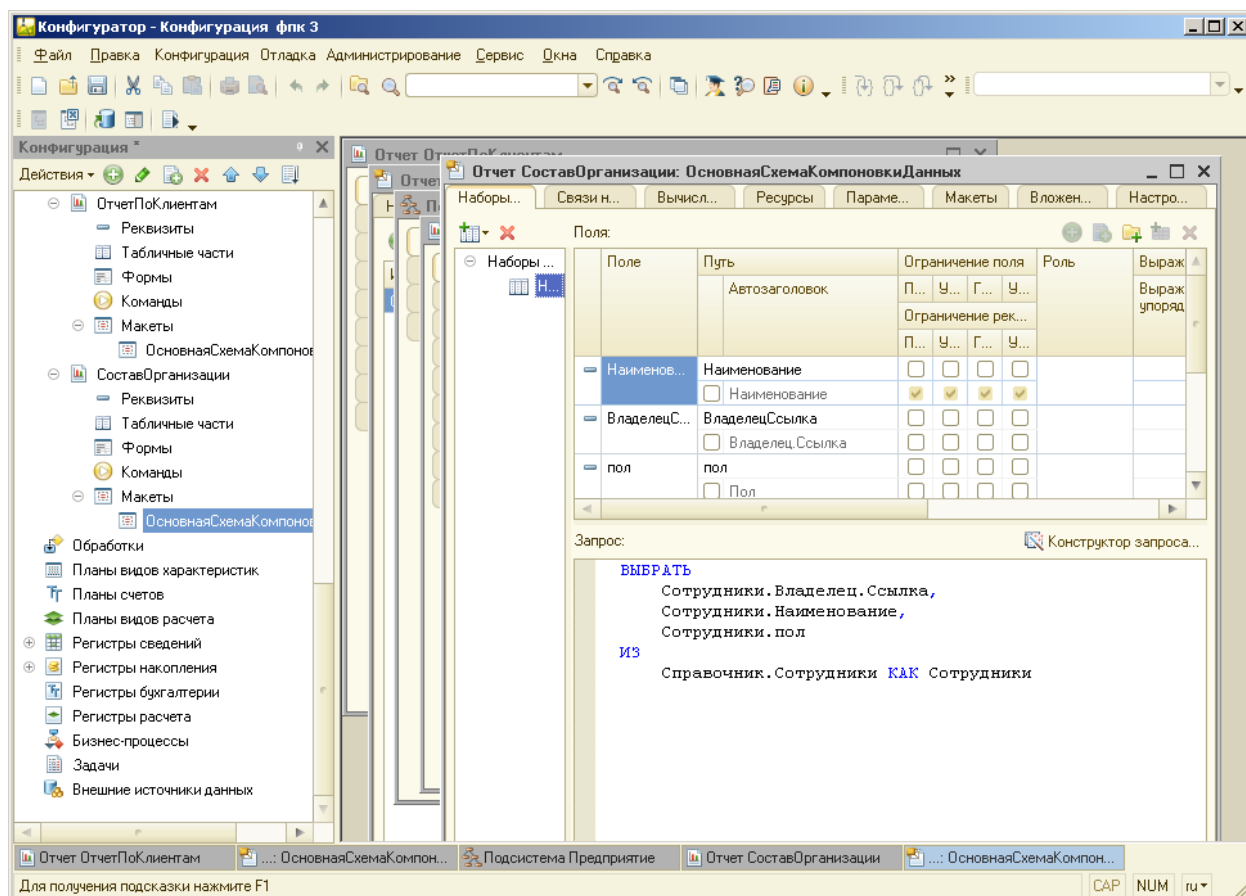 Конфигуратор - Конфигурация фпк 3
Файл Правка Конфигурация Отладка Администрирование Сервис Окна Справка
Конфигурация *
Действия
ОтчетПоКлиентам
Реквизиты
Табличные части
Формы
Команды
Макеты
ОсновнаяСхемаКомпонов
СоставОрганизации
Реквизиты
Табличные части
Формы
Команды
Макеты
ОсновнаяСхемаКомпонов
Обработки
Планы видов характеристик
Планы счетов
Планы видов расчета
Регистры сведений
Регистры накопления
Регистры бухгалтерии
Регистры расчета
Бизнес-процессы
Задачи
Внешние источники данных
Отчет ОтчетПоКлиентам
Отчет СоставОрганизации: ОсновнаяСхемаКомпоновкиДанных
Наборы... Связи н... Вычисл... Ресурсы Параме... Макеты Вложен... Настро...
Поля:
Наборы ...
Н...
Поле Путь Ограничение поля Роль Выраж
Автозаголовок П... У... Г... У... Выраж
упоряд
Ограничение рек...
П... У... Г... У...
Наименов... Наименование
Наименование
ВладелецС... ВладелецСсылка
Владелец.Ссылка
пол пол
Пол
Запрос: Конструктор запроса...
ВЫБРАТЬ
Сотрудники.Владелец.Ссылка,
Сотрудники.Наименование,
Сотрудники.пол
ИЗ
Справочник.Сотрудники КАК Сотрудники
Отчет ОтчетПоКлиентам ...: ОсновнаяСхемаКомпон... Подсистема Предприятие Отчет СоставОрганизации ...: ОсновнаяСхемаКомпон...
Для получения подсказки нажмите F1 CAP NUM ru